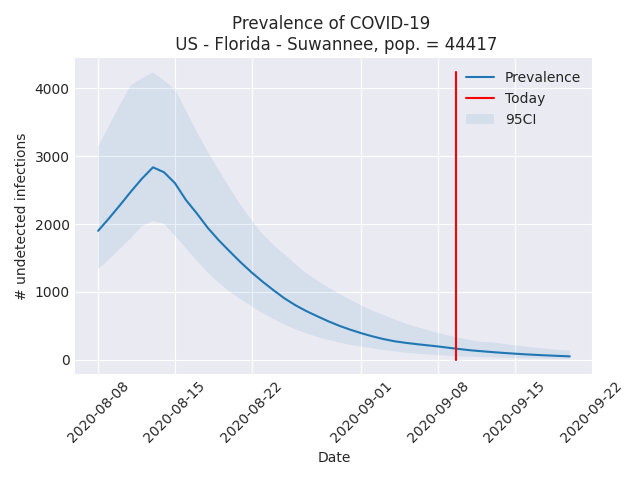 Prevalence of COVID-19
US - Florida - Suwannee, pop. = 44417
Prevalence
Today
95CI
# undetected infections
4000
3000
2000
1000
0
2020-08-08
2020-08-15
2020-08-22
2020-09-01
2020-09-08
2020-09-15
2020-09-22
Date